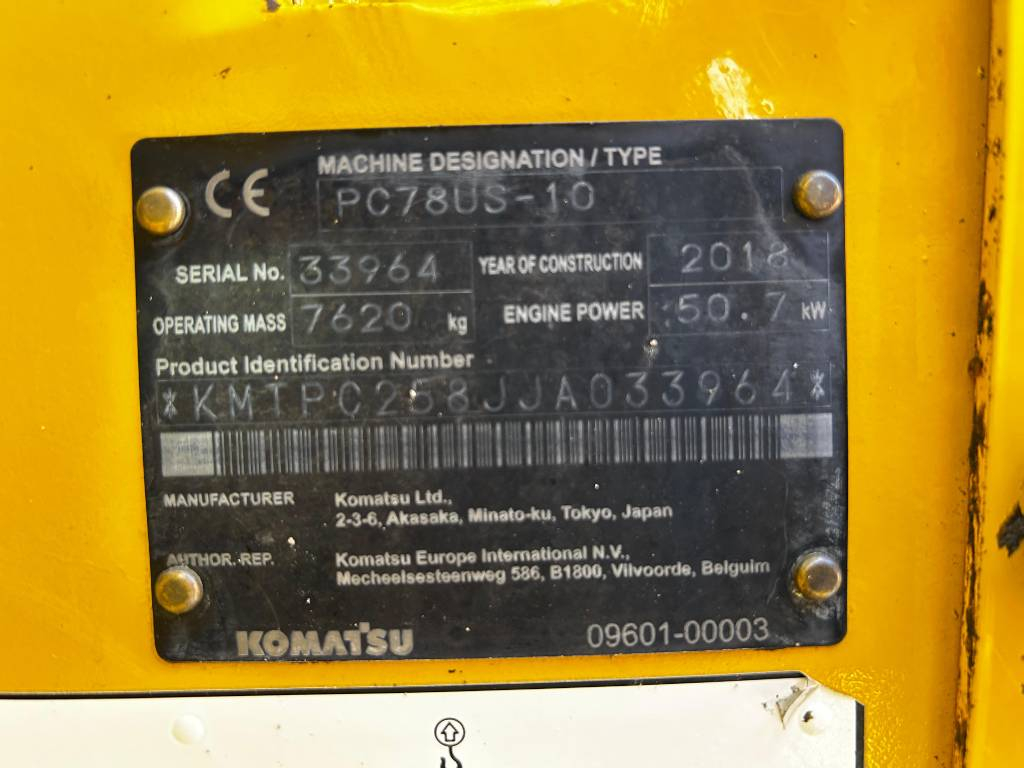 CE
MACHINE DESIGNATION / TYPE
PC78US-10
SERIAL No. 33964 YEAR OF CONSTRUCTION 2018
OPERATING MASS 7620 kg ENGINE POWER 50.7 kW
Product Identification Number
*KMTPC258JJA033964*
MANUFACTURER Komatsu Ltd.,
2-3-6, Akasaka, Minato-ku, Tokyo, Japan
AUTHOR. REP. Komatsu Europe International N.V.,
Mecheelsesteenweg 586, B1800, Vilvoorde, Belguim
KOMATSU 09601-00003